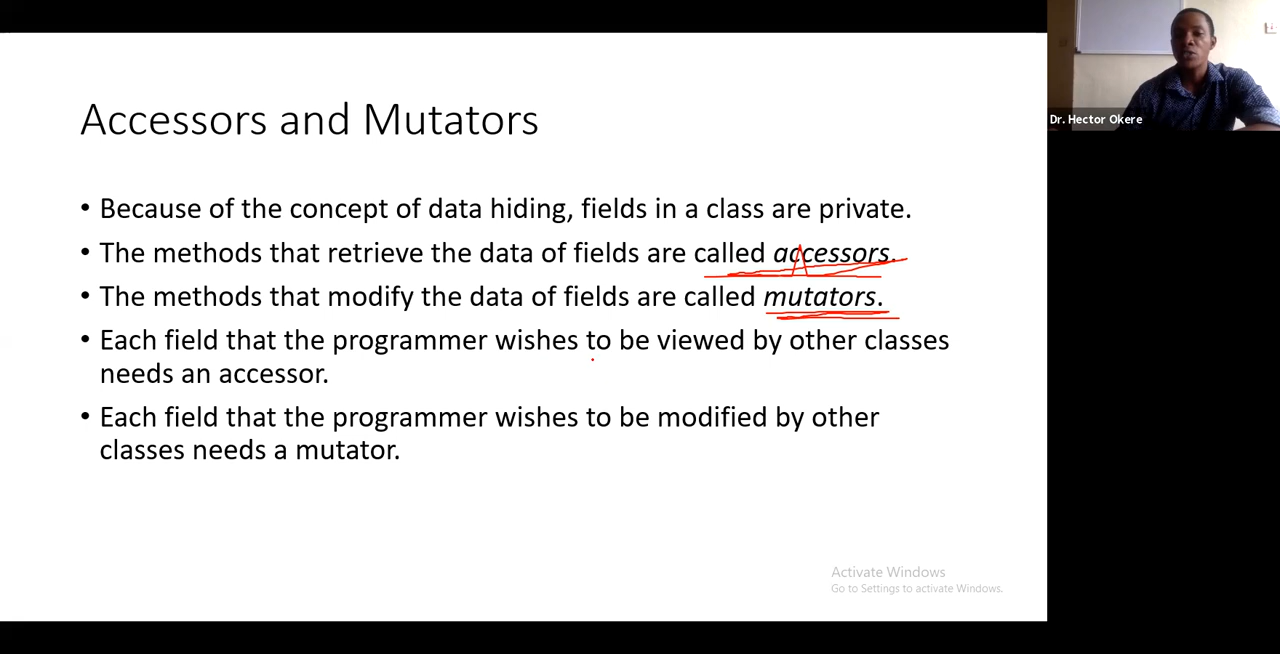 Accessors and Mutators
• Because of the concept of data hiding, fields in a class are private.
• The methods that retrieve the data of fields are called accessors.
• The methods that modify the data of fields are called mutators.
• Each field that the programmer wishes to be viewed by other classes
needs an accessor.
• Each field that the programmer wishes to be modified by other
classes needs a mutator.
Activate Windows
Go to Settings to activate Windows.
Dr. Hector Okere